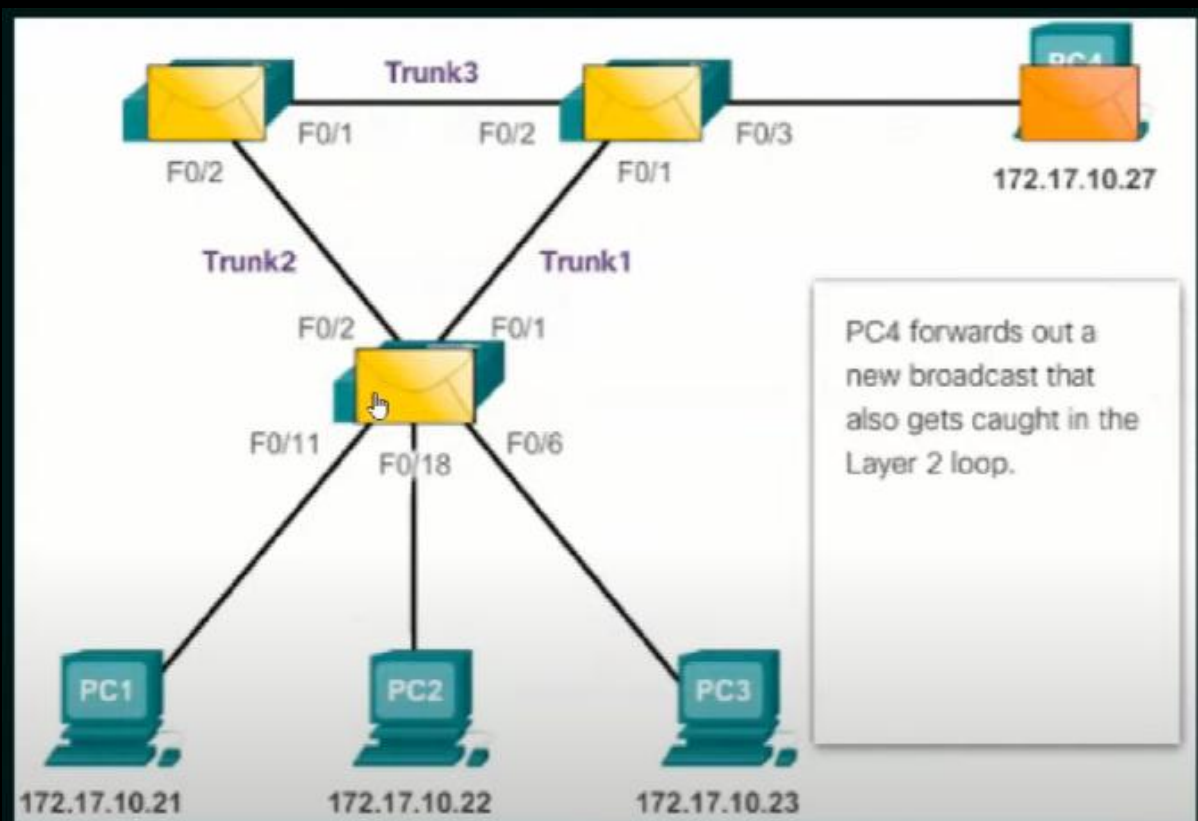 Trunk3
PC4
F0/1
F0/2
F0/3
F0/2
F0/1
172.17.10.27
Trunk2
Trunk1
F0/2
F0/1
PC4 forwards out a
new broadcast that
also gets caught in the
Layer 2 loop.
F0/11
F0/18
F0/6
PC1
PC2
PC3
172.17.10.21
172.17.10.22
172.17.10.23